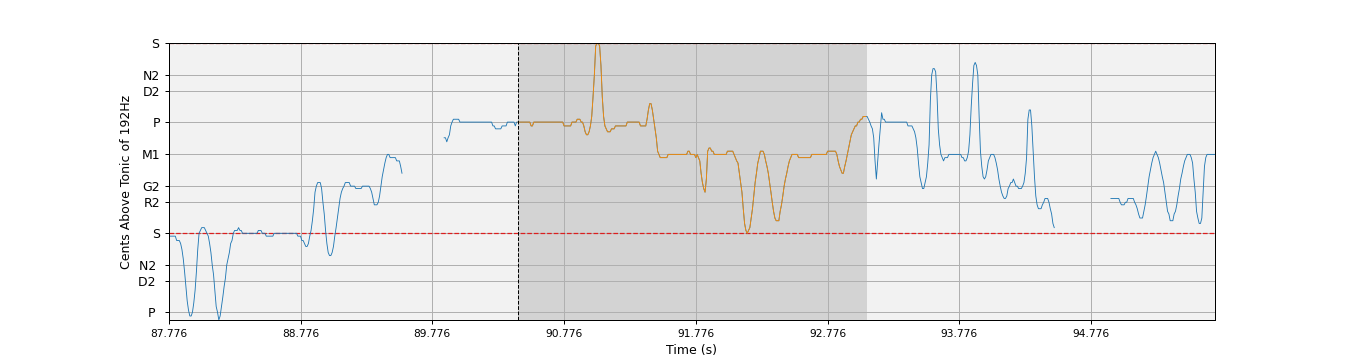 S
N2
D2
P
M1
G2
R2
S
N2
D2
P
Cents Above Tonic of 192Hz
87.776 88.776 89.776 90.776 91.776 92.776 93.776 94.776
Time (s)